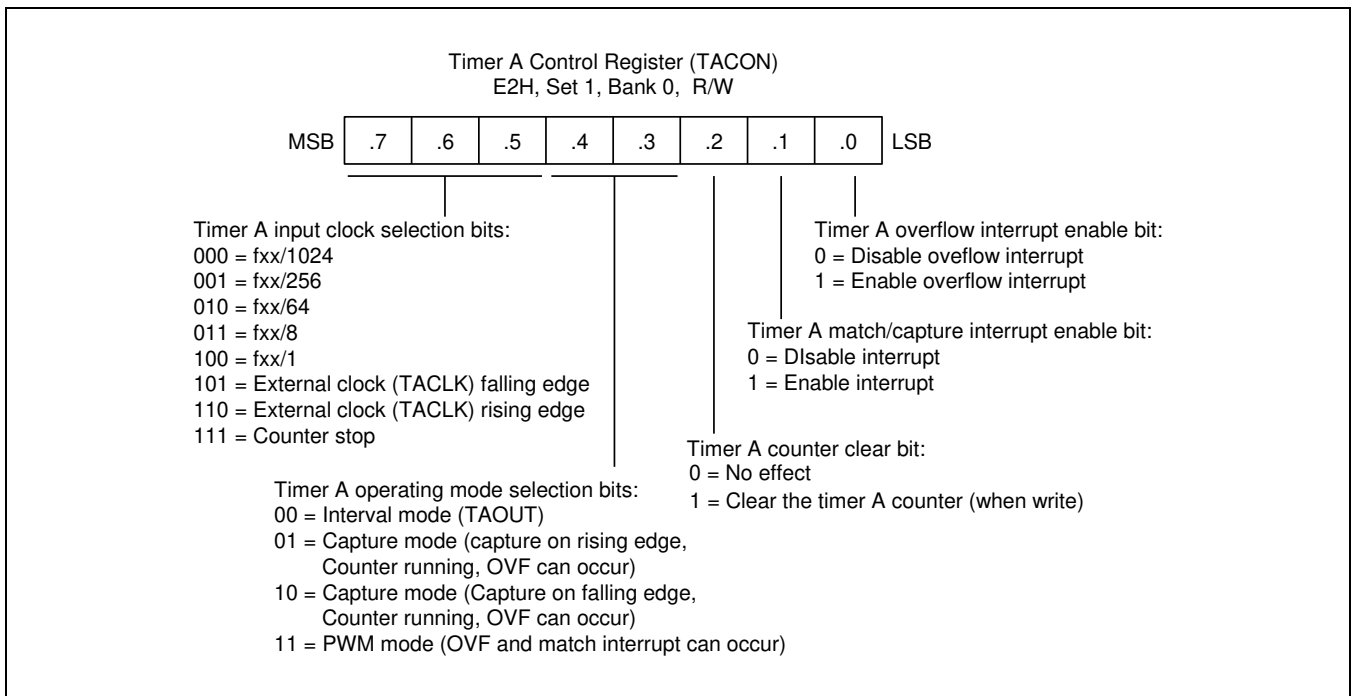 Timer A Control Register (TACON)
E2H, Set 1, Bank 0, R/W
MSB .7 .6 .5 .4 .3 .2 .1 .0 LSB
Timer A input clock selection bits:
000 = fxx/1024
001 = fxx/256
010 = fxx/64
011 = fxx/8
100 = fxx/1
101 = External clock (TACLK) falling edge
110 = External clock (TACLK) rising edge
111 = Counter stop
Timer A overflow interrupt enable bit:
0 = Disable oveflow interrupt
1 = Enable overflow interrupt
Timer A match/capture interrupt enable bit:
0 = DIsable interrupt
1 = Enable interrupt
Timer A counter clear bit:
0 = No effect
1 = Clear the timer A counter (when write)
Timer A operating mode selection bits:
00 = Interval mode (TAOUT)
01 = Capture mode (capture on rising edge,
Counter running, OVF can occur)
10 = Capture mode (Capture on falling edge,
Counter running, OVF can occur)
11 = PWM mode (OVF and match interrupt can occur)